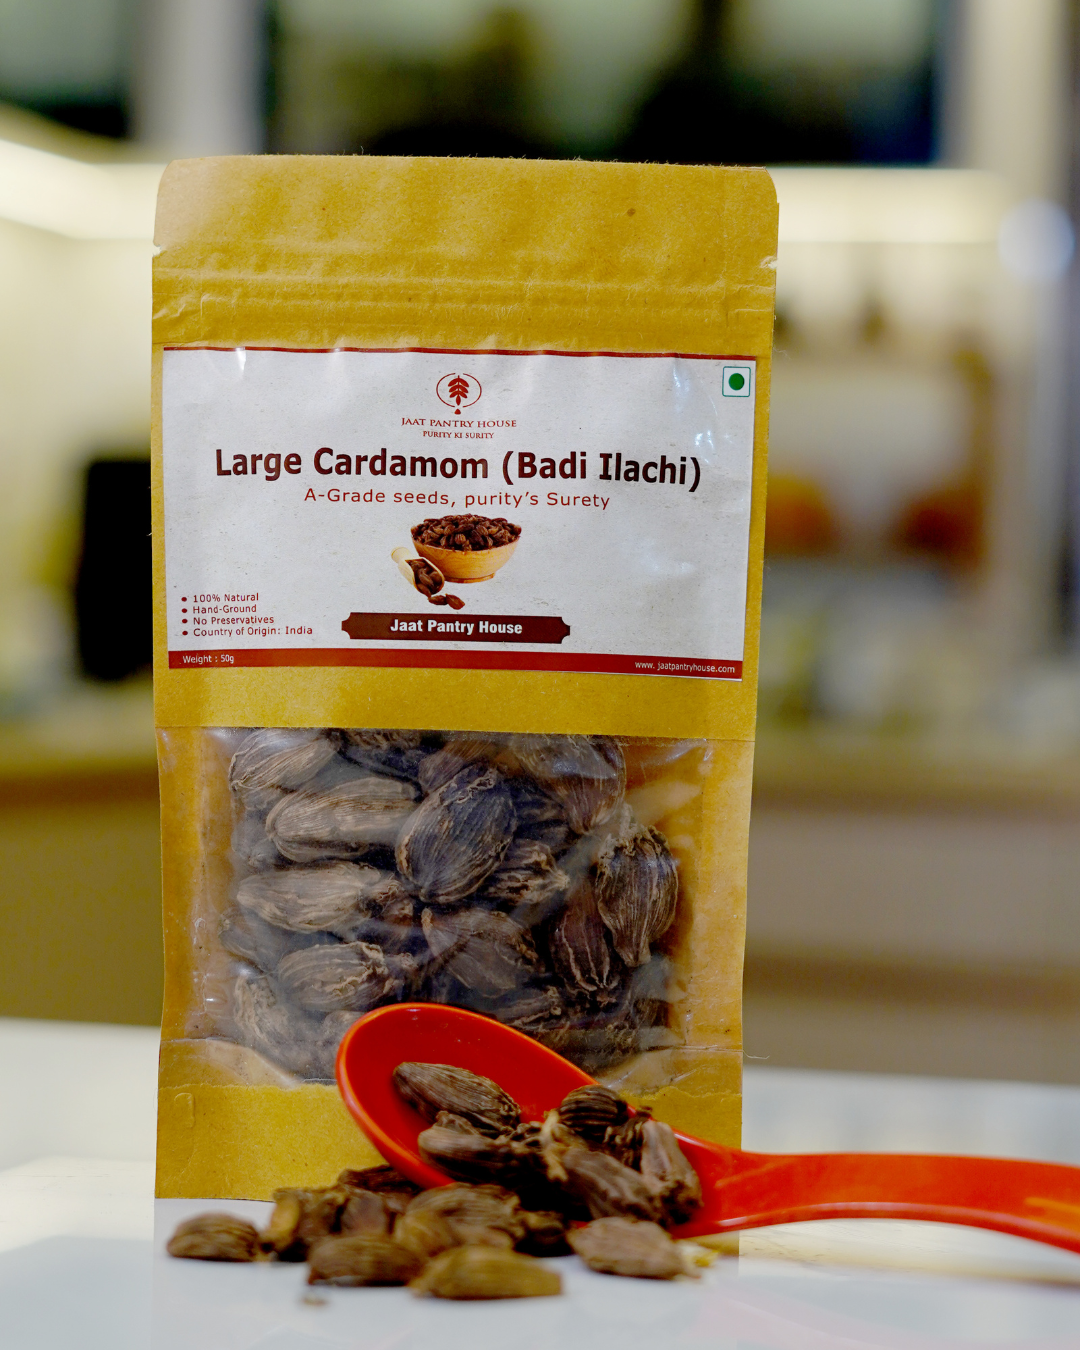 JAAT PANTRY HOUSE
PURITY KI SURITY
Large Cardamom (Badi Ilachi)
A-Grade seeds, purity's Surety
• 100% Natural
• Hand-Ground
• No Preservatives
• Country of Origin: India
Jaat Pantry House
Weight : 50g
www. jaatpantryhouse.com